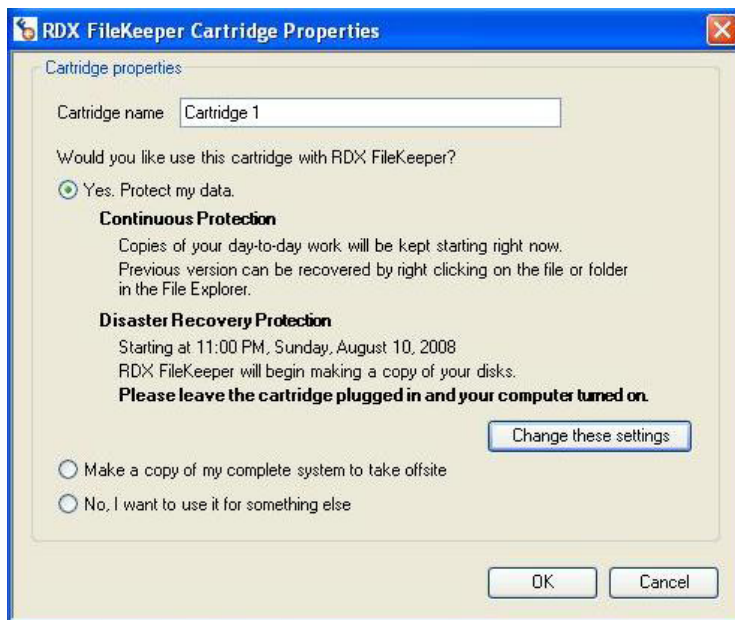 RDX FileKeeper Cartridge Properties
Cartridge properties
Cartridge name Cartridge 1
Would you like use this cartridge with RDX FileKeeper?
Yes. Protect my data.
Continuous Protection
Copies of your day-to-day work will be kept starting right now.
Previous version can be recovered by right clicking on the file or folder
in the File Explorer.
Disaster Recovery Protection
Starting at 11:00 PM, Sunday, August 10, 2008
RDX FileKeeper will begin making a copy of your disks.
Please leave the cartridge plugged in and your computer turned on.
Change these settings
Make a copy of my complete system to take offsite
No, I want to use it for something else
OK Cancel